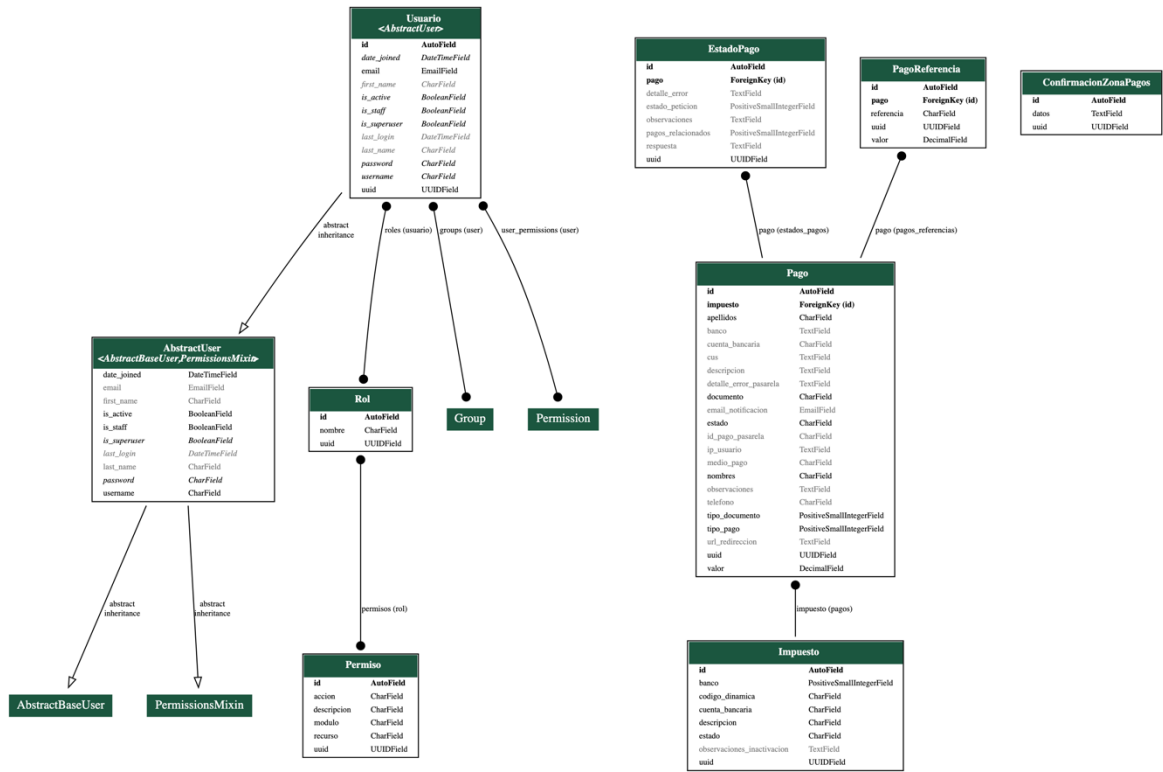 Usuario
<AbstractUser>
id AutoField
date_joined DateTimeField
email EmailField
first_name CharField
is_active BooleanField
is_staff BooleanField
is_superuser BooleanField
last_login DateTimeField
last_name CharField
password CharField
username CharField
uuid UUIDField
EstadoPago
id AutoField
pago ForeignKey (id)
detalle_error TextField
estado_peticion PositiveSmallIntegerField
observaciones TextField
pagos_relacionados PositiveSmallIntegerField
respuesta TextField
uuid UUIDField
PagoReferencia
id AutoField
pago ForeignKey (id)
referencia CharField
uuid UUIDField
valor DecimalField
ConfirmacionZonaPagos
id AutoField
datos TextField
uuid UUIDField
abstract
inheritance
roles (usuario)
groups (user)
user_permissions (user)
pago (estados_pagos)
pago (pagos_referencias)
AbstractUser
<AbstractBaseUser,PermissionsMixin>
date_joined DateTimeField
email EmailField
first_name CharField
is_active BooleanField
is_staff BooleanField
is_superuser BooleanField
last_login DateTimeField
last_name CharField
password CharField
username CharField
Rol
id AutoField
nombre CharField
uuid UUIDField
Group
Permission
Pago
id AutoField
impuesto ForeignKey (id)
apellidos CharField
banco TextField
cuenta_bancaria CharField
cus TextField
descripcion TextField
detalle_error_pasarela TextField
documento CharField
email_notificacion EmailField
estado CharField
id_pago_pasarela CharField
ip_usuario TextField
medio_pago CharField
nombres CharField
observaciones TextField
telefono CharField
tipo_documento PositiveSmallIntegerField
tipo_pago PositiveSmallIntegerField
url_redireccion TextField
uuid UUIDField
valor DecimalField
abstract
inheritance
abstract
inheritance
permisos (rol)
impuesto (pagos)
AbstractBaseUser
PermissionsMixin
Permiso
id AutoField
accion CharField
descripcion CharField
modulo CharField
recurso CharField
uuid UUIDField
Impuesto
id AutoField
banco PositiveSmallIntegerField
codigo_dinamica CharField
cuenta_bancaria CharField
descripcion CharField
estado CharField
observaciones_inactivacion TextField
uuid UUIDField